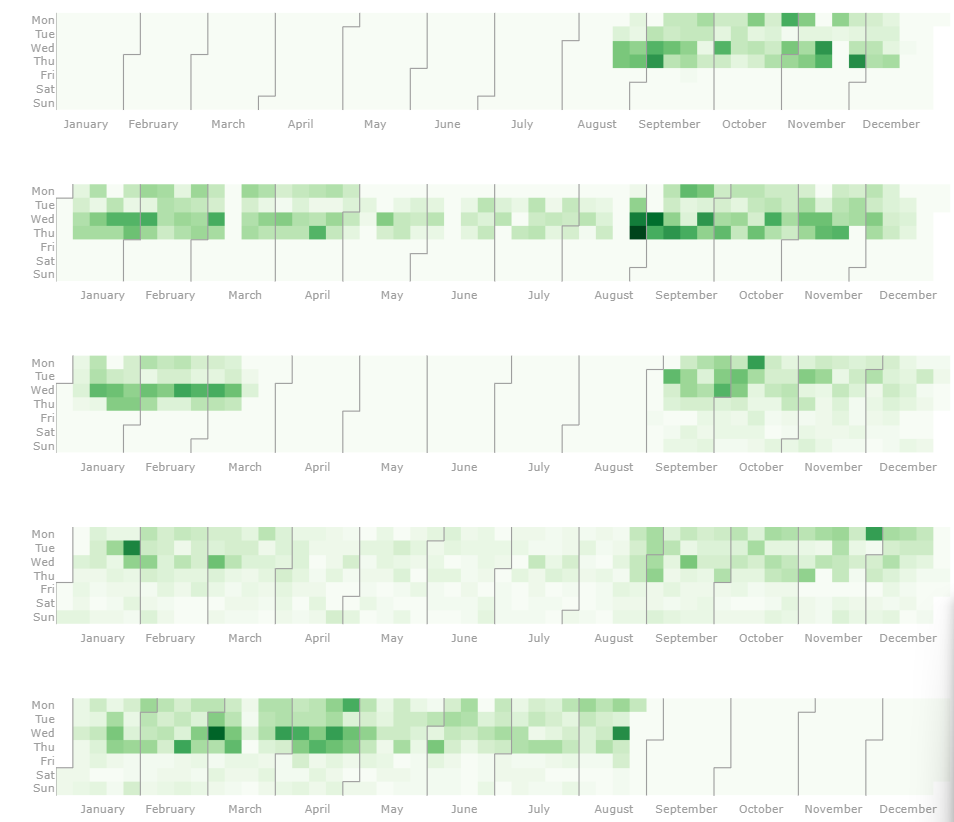 Mon
Tue
Wed
Thu
Fri
Sat
Sun
January February March April May June July August September October November December
Mon
Tue
Wed
Thu
Fri
Sat
Sun
January February March April May June July August September October November December
Mon
Tue
Wed
Thu
Fri
Sat
Sun
January February March April May June July August September October November December
Mon
Tue
Wed
Thu
Fri
Sat
Sun
January February March April May June July August September October November December
Mon
Tue
Wed
Thu
Fri
Sat
Sun
January February March April May June July August September October November December